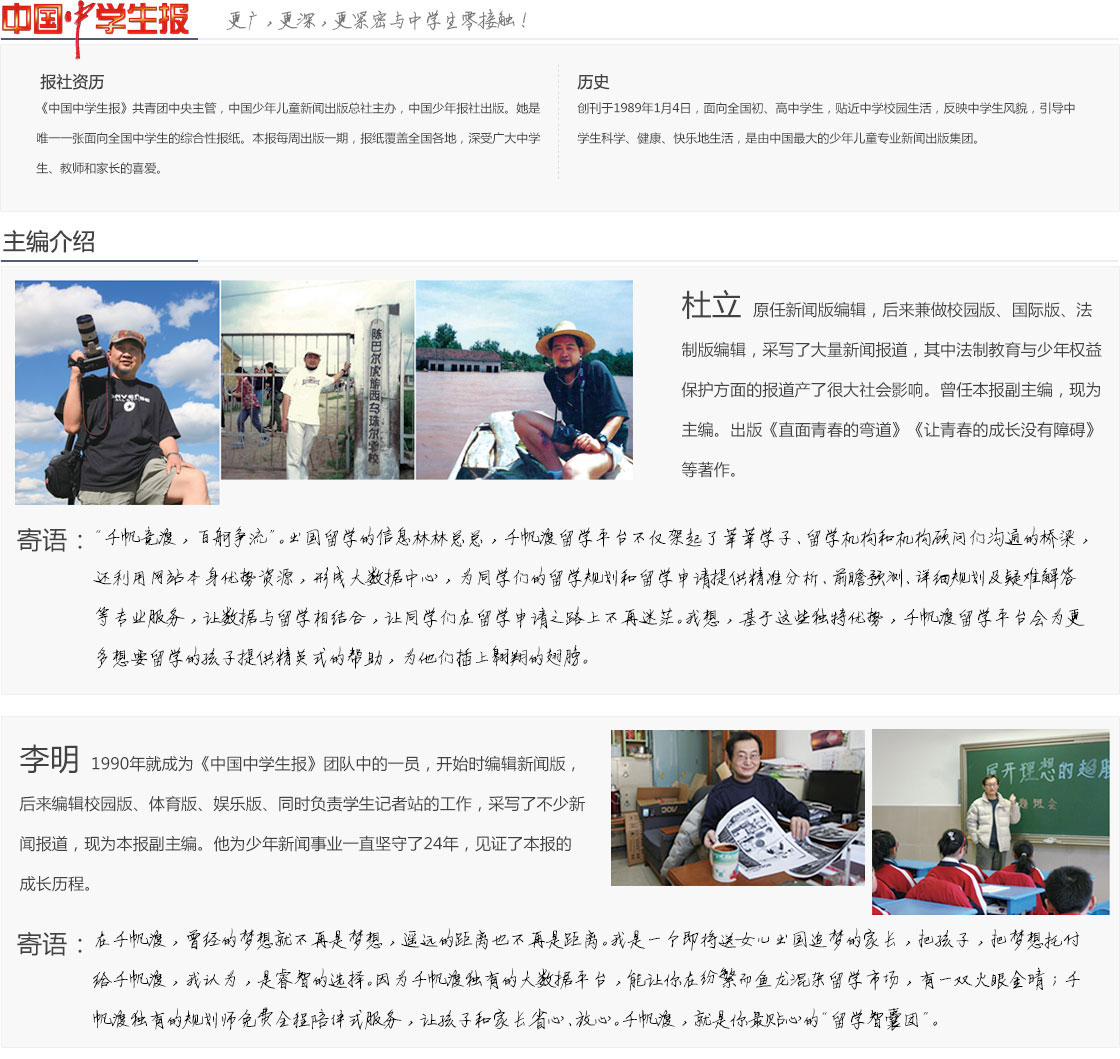 中国中学生报
更广，更深，更紧密与中学生零接触！
报社资历
《中国中学生报》共青团中央主管，中国少年儿童新闻出版总社主办，中国少年报社出版。她是
唯一一张面向全国中学生的综合性报纸。本报每周出版一期，报纸覆盖全国各地，深受广大中学
生、教师和家长的喜爱。
历史
创刊于1989年1月4日，面向全国初、高中学生，贴近中学校园生活，反映中学生风貌，引导中
学生科学、健康、快乐地生活，是由中国最大的少年儿童专业新闻出版集团。
主编介绍
陈巴尔虎旗西乌珠尔学校
杜立 原任新闻版编辑，后来兼做校园版、国际版、法
制版编辑，采写了大量新闻报道，其中法制教育与少年权益
保护方面的报道产了很大社会影响。曾任本报副主编，现为
主编。出版《直面青春的弯道》《让青春的成长没有障碍》
等著作。
寄语：“千帆竞渡，百舸争流”。出国留学的信息林林总总，千帆渡留学平台不仅架起了莘莘学子、留学机构和机构顾问们沟通的桥梁，
还利用网站本身优势资源，形成大数据中心，为同学们的留学规划和留学申请提供精准分析、前瞻预测、详细规划及疑难解答
等专业服务，让数据与留学相结合，让同学们在留学申请之路上不再迷茫。我想，基于这些独特优势，千帆渡留学平台会为更
多想要留学的孩子提供精英式的帮助，为他们插上翱翔的翅膀。
李明 1990年就成为《中国中学生报》团队中的一员，开始时编辑新闻版，
后来编辑校园版、体育版、娱乐版、同时负责学生记者站的工作，采写了不少新
闻报道，现为本报副主编。他为少年新闻事业一直坚守了24年，见证了本报的
成长历程。
展开理想的翅膀
寄语：在千帆渡，曾经的梦想就不再是梦想，遥远的距离也不再是距离。我是一个即将送女儿出国追梦的家长，把孩子，把梦想托付
给千帆渡，我认为，是睿智的选择。因为千帆渡独有的大数据平台，能让你在纷繁而鱼龙混杂留学市场，有一双火眼金睛；千
帆渡独有的规划师免费全程陪伴式服务，让孩子和家长省心、放心。千帆渡，就是你最贴心的“留学智囊团”。